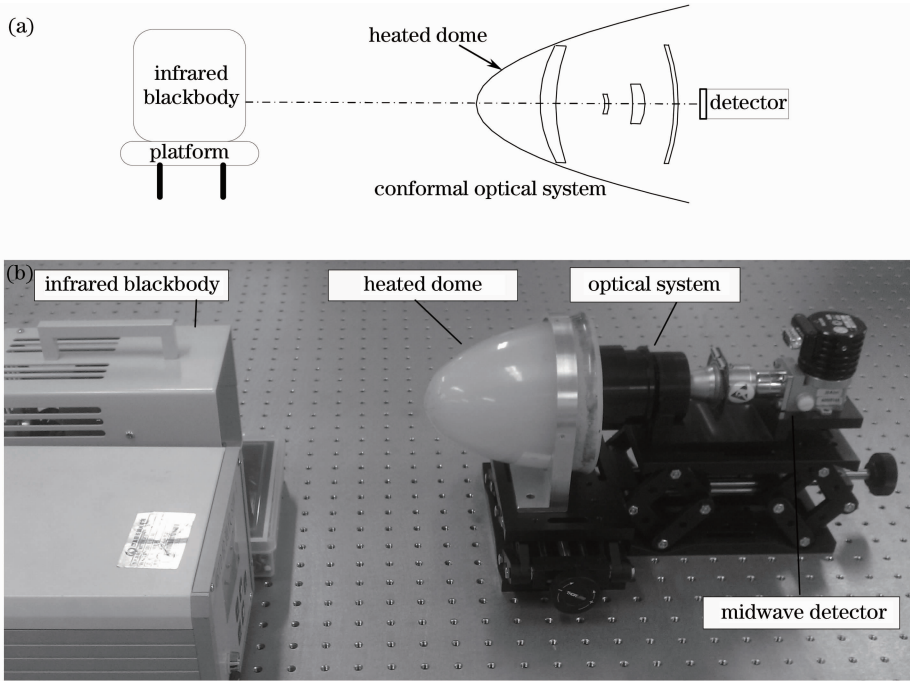 (a)
heated dome
infrared
blackbody
detector
platform
conformal optical system
(b)
infrared blackbody
heated dome
optical system
midwave detector